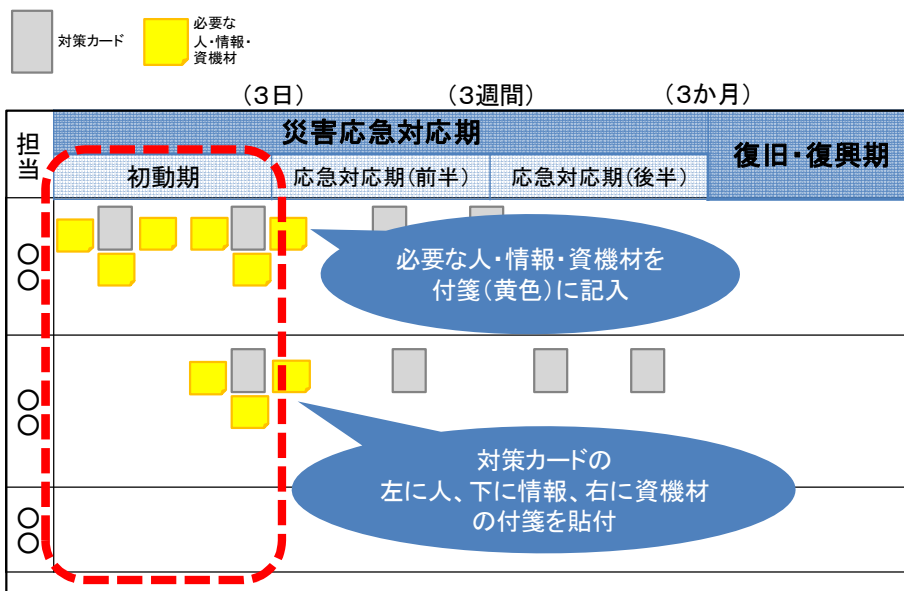 対策カード
必要な
人・情報・
資機材
(3日)
(3週間)
(3か月)
担当
災害応急対応期
復旧・復興期
初動期
応急対応期(前半)
応急対応期(後半)
○○
必要な人・情報・資機材を
付箋(黄色)に記入
○○
対策カードの
左に人、下に情報、右に資機材
の付箋を貼付
○○